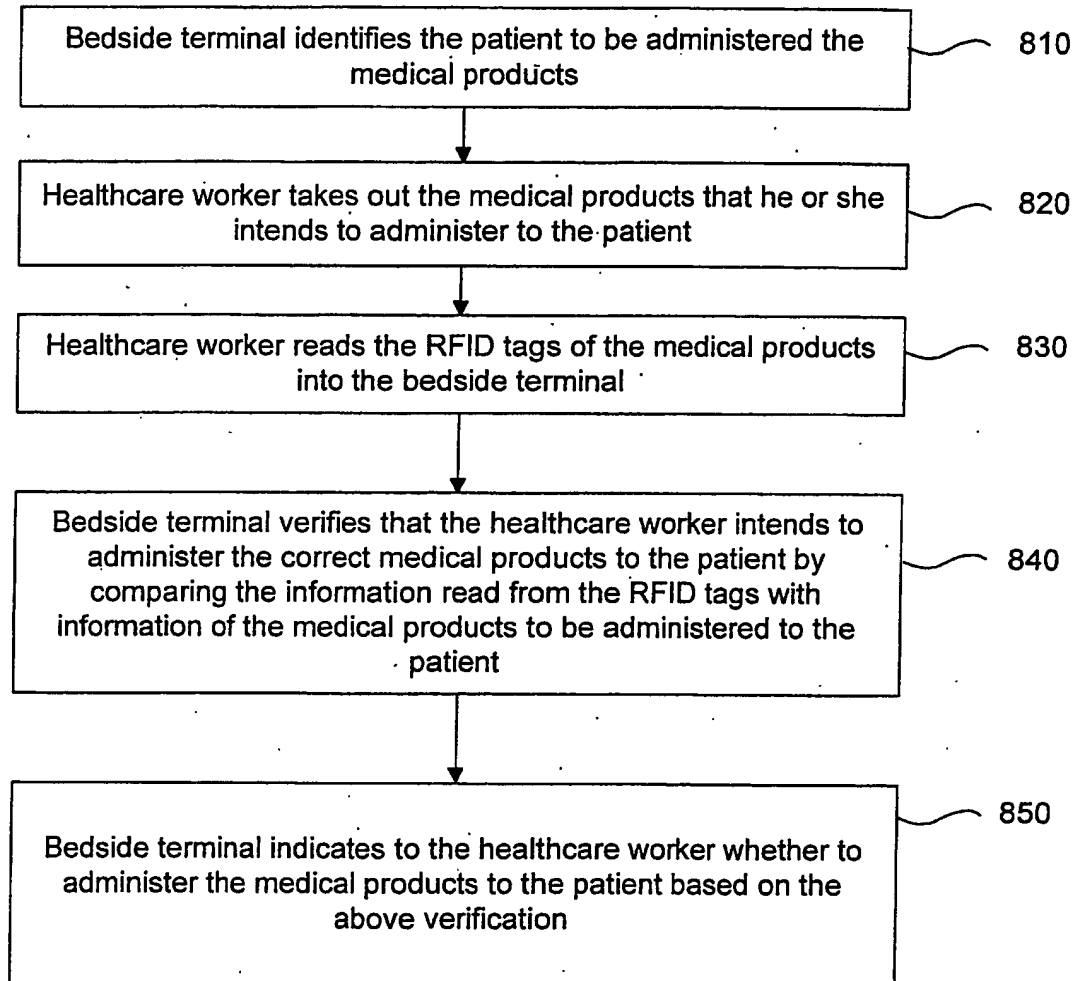 Bedside terminal identifies the patient to be administered the
medical products
810
Healthcare worker takes out the medical products that he or she
intends to administer to the patient
820
Healthcare worker reads the RFID tags of the medical products
into the bedside terminal
830
Bedside terminal verifies that the healthcare worker intends to
administer the correct medical products to the patient by
comparing the information read from the RFID tags with
information of the medical products to be administered to the
patient
840
Bedside terminal indicates to the healthcare worker whether to
administer the medical products to the patient based on the
above verification
850